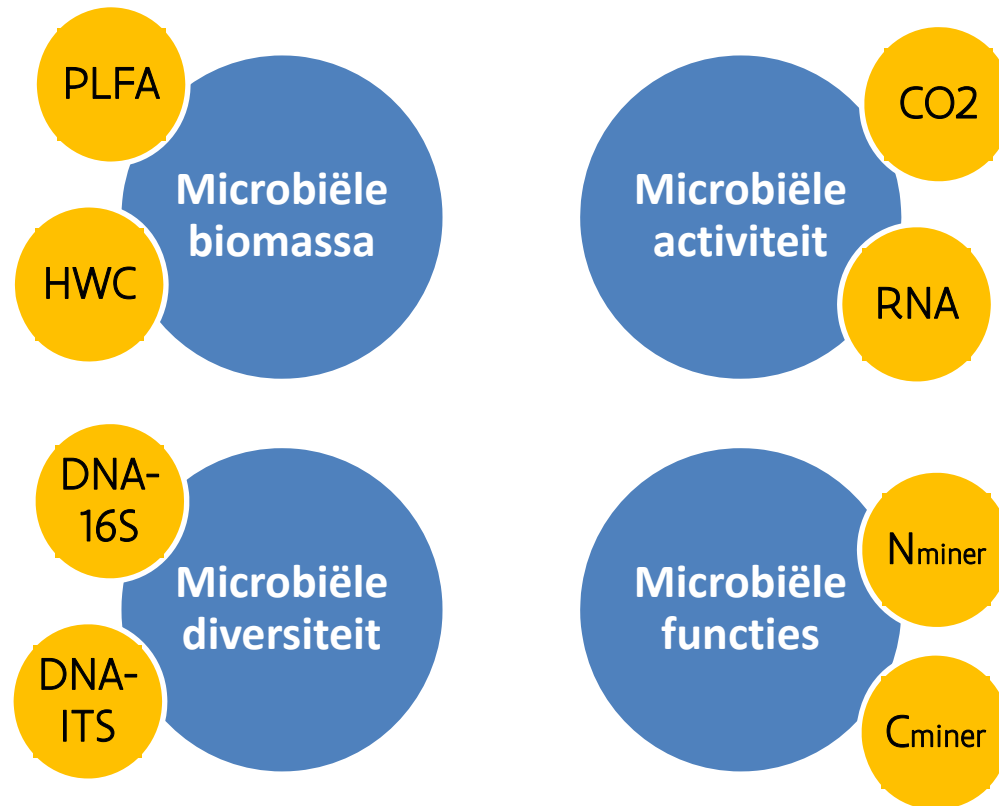 PLFA
HWC
Microbiële
biomassa
CO2
RNA
Microbiële
activiteit
DNA-
16S
DNA-
ITS
Microbiële
diversiteit
Nminer
Cminer
Microbiële
functies